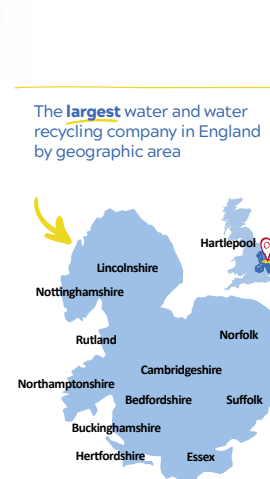 The largest water and water
recycling company in England
by geographic area
Hartlepool
Lincolnshire
Nottinghamshire
Rutland
Norfolk
Cambridgeshire
Northamptonshire
Bedfordshire
Suffolk
Buckinghamshire
Hertfordshire
Essex